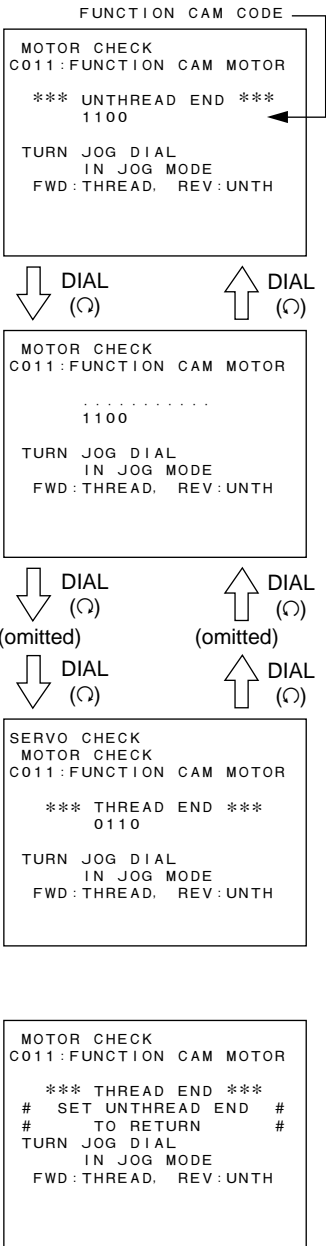 FUNCTION CAM CODE
MOTOR CHECK
C011:FUNCTION CAM MOTOR
*** UNTHREAD END ***
1100
TURN JOG DIAL
IN JOG MODE
FWD:THREAD, REV:UNTH
DIAL
DIAL
MOTOR CHECK
C011:FUNCTION CAM MOTOR
...........
1100
TURN JOG DIAL
IN JOG MODE
FWD:THREAD, REV:UNTH
DIAL
DIAL
(omitted)
(omitted)
DIAL
DIAL
SERVO CHECK
MOTOR CHECK
C011:FUNCTION CAM MOTOR
*** THREAD END ***
0110
TURN JOG DIAL
IN JOG MODE
FWD:THREAD, REV:UNTH
MOTOR CHECK
C011:FUNCTION CAM MOTOR
*** THREAD END ***
# SET UNTHREAD END #
# TO RETURN #
TURN JOG DIAL
IN JOG MODE
FWD:THREAD, REV:UNTH